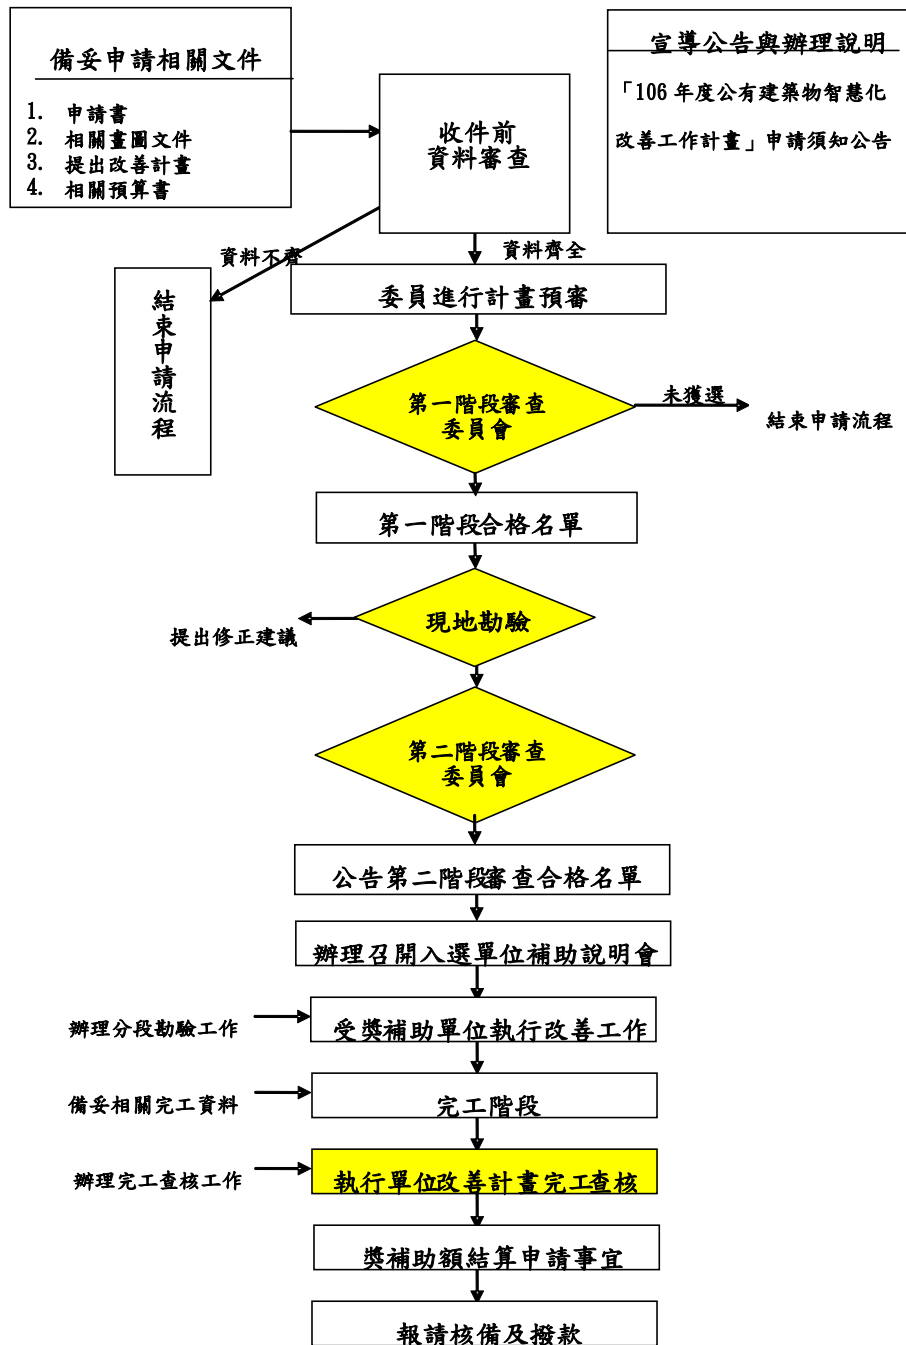 備妥申請相關文件
1. 申請書
2. 相關畫圖文件
3. 提出改善計畫
4. 相關預算書
收件前
資料審查
宣導公告與辦理說明
「106 年度公有建築物智慧化
改善工作計畫」申請須知公告
資料不齊
資料齊全
結束申請流程
委員進行計畫預審
第一階段審查
委員會
未獲選
結束申請流程
第一階段合格名單
現地勘驗
提出修正建議
第二階段審查
委員會
公告第二階段審查合格名單
辦理召開入選單位補助說明會
辦理分段勘驗工作
受獎補助單位執行改善工作
備妥相關完工資料
完工階段
辦理完工查核工作
執行單位改善計畫完工查核
獎補助額結算申請事宜
報請核備及撥款